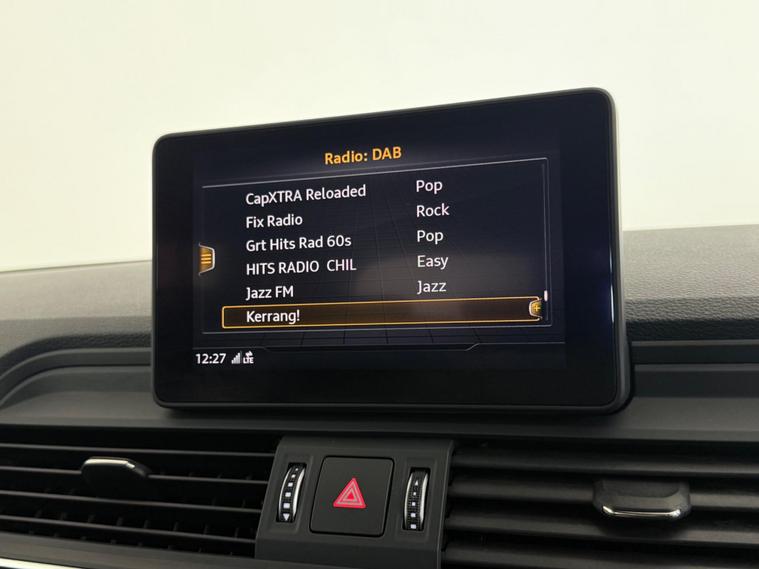 Radio: DAB
CapXTRA Reloaded Pop
Fix Radio Rock
Grt Hits Rad 60s Pop
HITS RADIO CHIL Easy
Jazz FM Jazz
Kerrang!
12:27 LTE